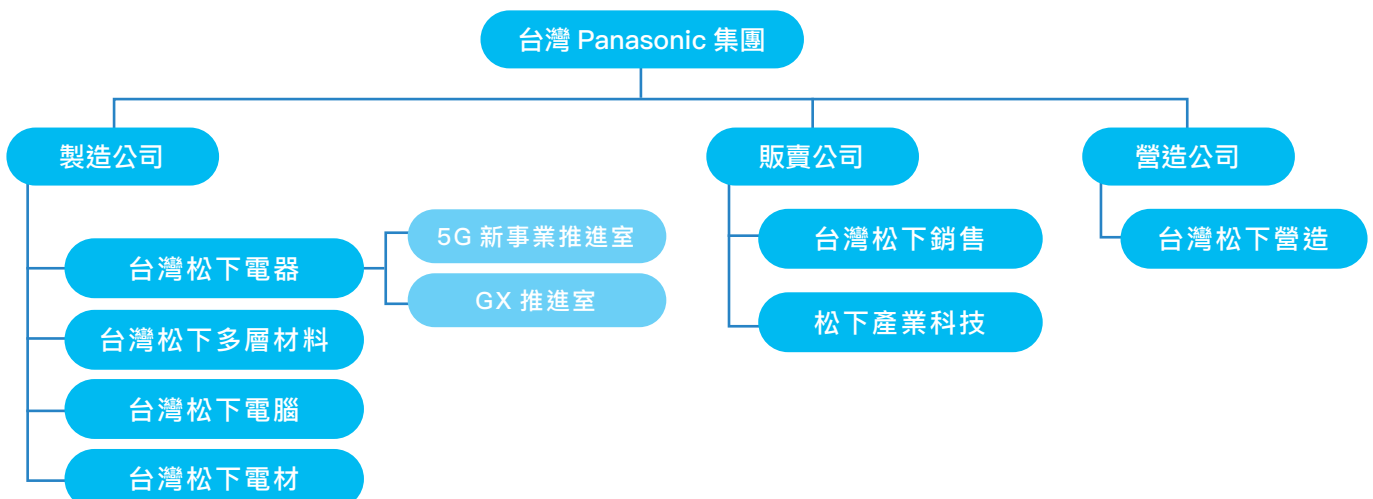 台灣 Panasonic 集團
製造公司
販賣公司
營造公司
台灣松下電器
5G 新事業推進室
GX 推進室
台灣松下多層材料
台灣松下電腦
台灣松下電材
台灣松下銷售
松下產業科技
台灣松下營造